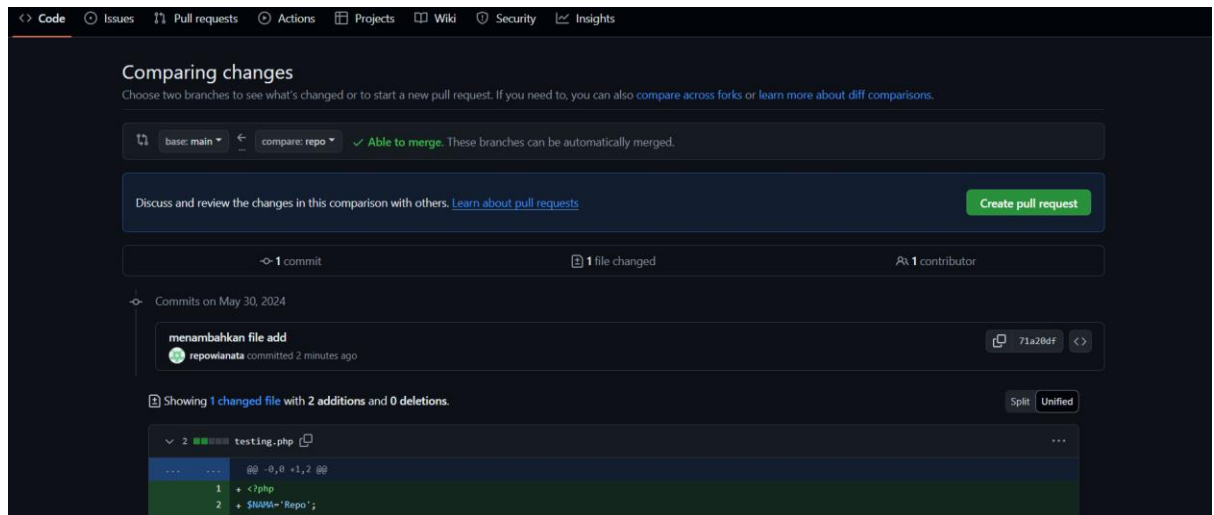 <> Code Issues Pull requests Actions Projects Wiki Security Insights
Comparing changes
Choose two branches to see what's changed or to start a new pull request. If you need to, you can also compare across forks or learn more about diff comparisons.
base: main ← compare: repo ✓ Able to merge. These branches can be automatically merged.
...
Discuss and review the changes in this comparison with others. Learn about pull requests Create pull request
1 commit 1 file changed 1 contributor
Commits on May 30, 2024
menambahkan file add 71a20df <>
repowianata committed 2 minutes ago
Showing 1 changed file with 2 additions and 0 deletions. Split Unified
2 testing.php ...
... ... @@ -0,0 +1,2 @@
1 + <?php
2 + $NAMA='Repo';